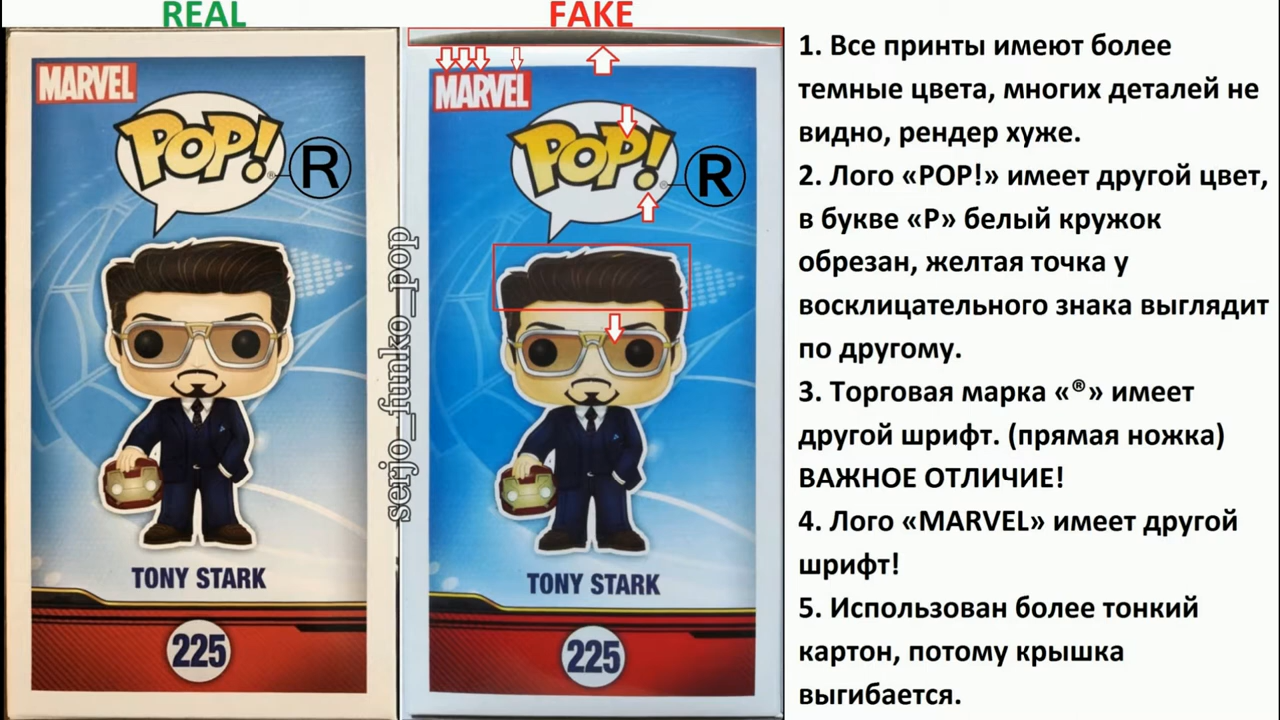 REAL
MARVEL
POP!
®
R
TONY STARK
225
serjo_funko_pop
FAKE
MARVEL
POP!
®
R
TONY STARK
225
1. Все принты имеют более
темные цвета, многих деталей не
видно, рендер хуже.
2. Лого «POP!» имеет другой цвет,
в букве «Р» белый кружок
обрезан, желтая точка у
восклицательного знака выглядит
по другому.
3. Торговая марка «®» имеет
другой шрифт. (прямая ножка)
ВАЖНОЕ ОТЛИЧИЕ!
4. Лого «MARVEL» имеет другой
шрифт!
5. Использован более тонкий
картон, потому крышка
выгибается.